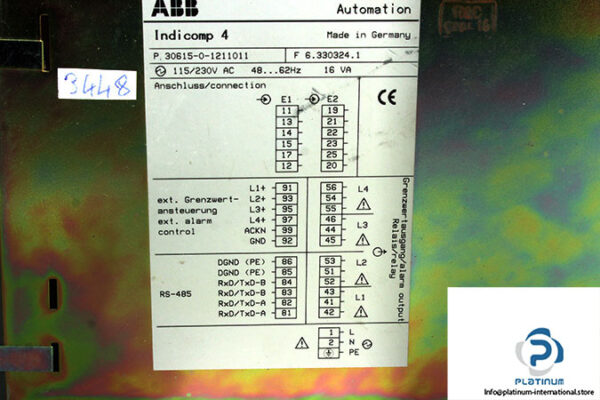 ABB Automation
Indicomp 4 Made in Germany
P. 30615-0-1211011 F 6.330324.1
115/230V AC 48...62Hz 16 VA
3448
Anschluss/connection
CE
E1 E2
11 19
13 21
14 22
15 23
17 25
12 20
ext. Grenzwert-
ansteuerung
ext. alarm
control
L1+ 91
L2+ 93
L3+ 95
L4+ 97
ACKN 99
GND 92
56 L4
54
55
46 L3
44
45
RS-485
DGND (PE) 86
DGND (PE) 85
RxD/TxD-B 84
RxD/TxD-B 83
RxD/TxD-A 82
RxD/TxD-A 81
53 L2
51
52
43 L1
41
42
Grenzwertausgang/alarm output
Relais/relay
1 L
2 N
PE
PLATINUM
www.platinum-international.store